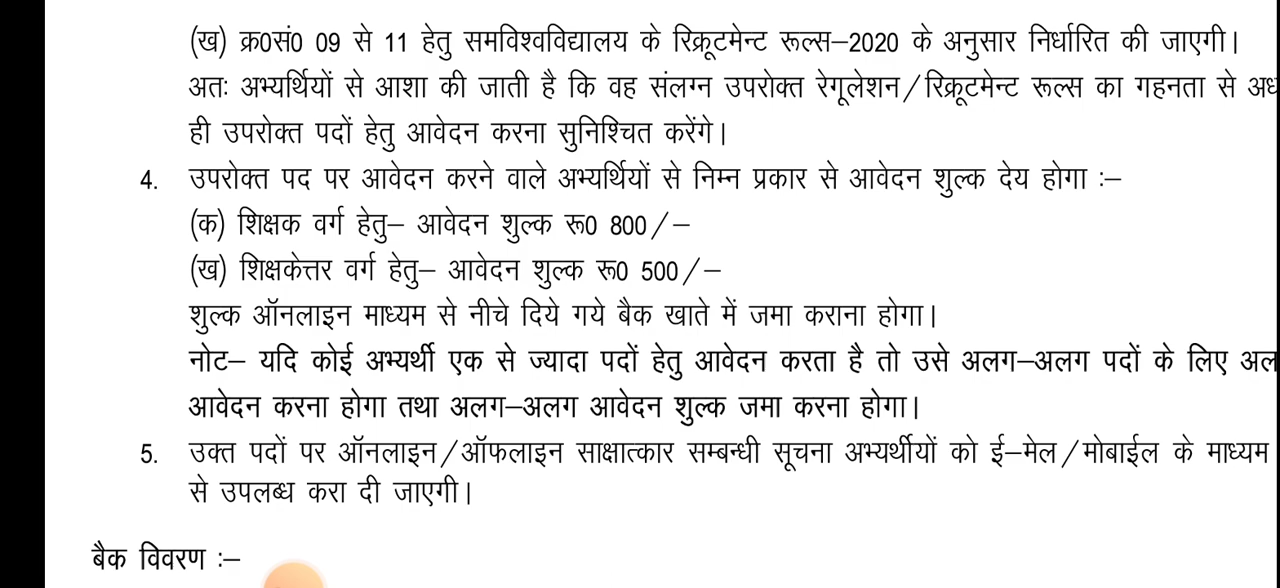 (ख) क्र0सं0 09 से 11 हेतु समविश्वविद्यालय के रिक्रूटमेन्ट रूल्स–2020 के अनुसार निर्धारित की जाएगी।
अतः अभ्यर्थियों से आशा की जाती है कि वह संलग्न उपरोक्त रेगूलेशन/रिक्रूटमेन्ट रूल्स का गहनता से
ही उपरोक्त पदों हेतु आवेदन करना सुनिश्चित करेंगे।
4. उपरोक्त पद पर आवेदन करने वाले अभ्यर्थियों से निम्न प्रकार से आवेदन शुल्क देय होगा :–
(क) शिक्षक वर्ग हेतु– आवेदन शुल्क रू0 800/–
(ख) शिक्षकेत्तर वर्ग हेतु– आवेदन शुल्क रू0 500/–
शुल्क ऑनलाइन माध्यम से नीचे दिये गये बैक खाते में जमा कराना होगा।
नोट– यदि कोई अभ्यर्थी एक से ज्यादा पदों हेतु आवेदन करता है तो उसे अलग–अलग पदों के लिए
आवेदन करना होगा तथा अलग–अलग आवेदन शुल्क जमा करना होगा।
5. उक्त पदों पर ऑनलाइन/ऑफलाइन साक्षात्कार सम्बन्धी सूचना अभ्यर्थीयों को ई–मेल/मोबाईल के माध्यम
से उपलब्ध करा दी जाएगी।
बैक विवरण :–